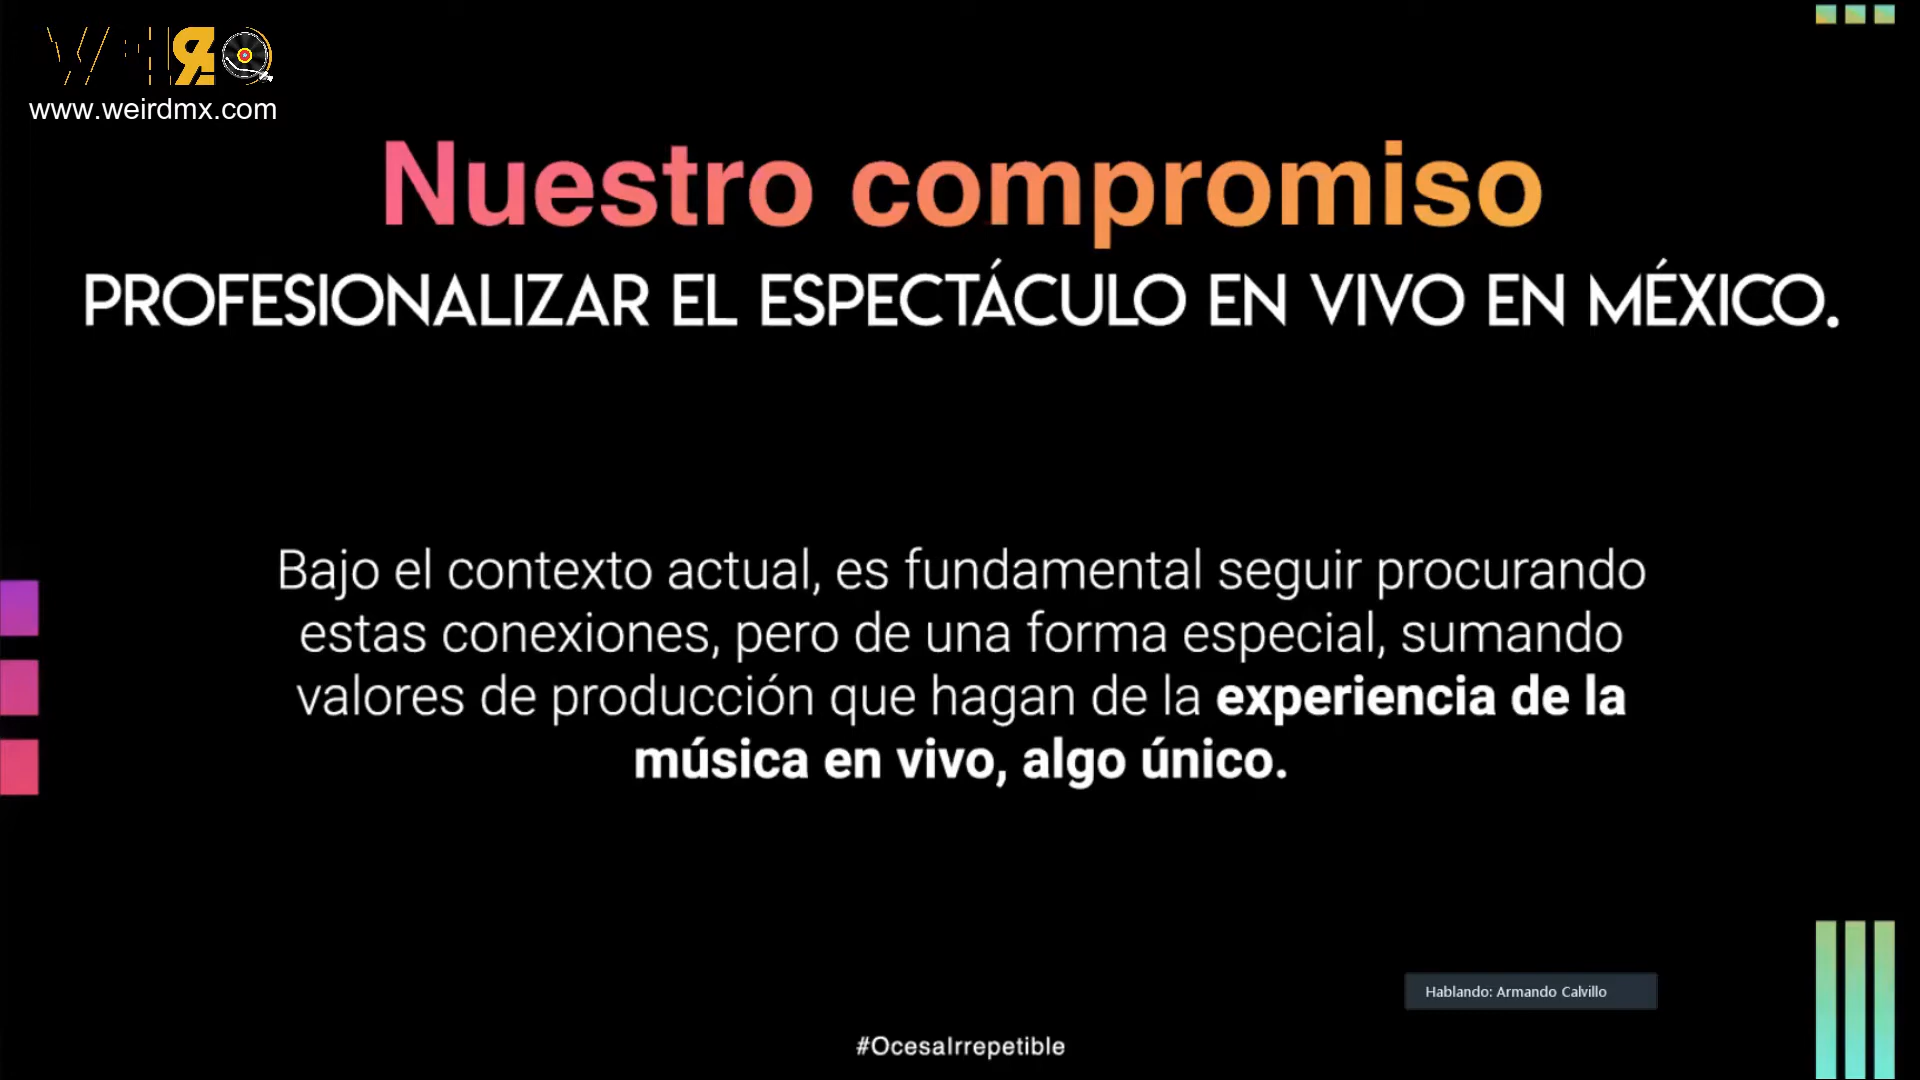 WEIRD
www.weirdmx.com
Nuestro compromiso
PROFESIONALIZAR EL ESPECTÁCULO EN VIVO EN MÉXICO.
Bajo el contexto actual, es fundamental seguir procurando
estas conexiones, pero de una forma especial, sumando
valores de producción que hagan de la experiencia de la
música en vivo, algo único.
Hablando: Armando Calvillo
#OcesaIrrepetible